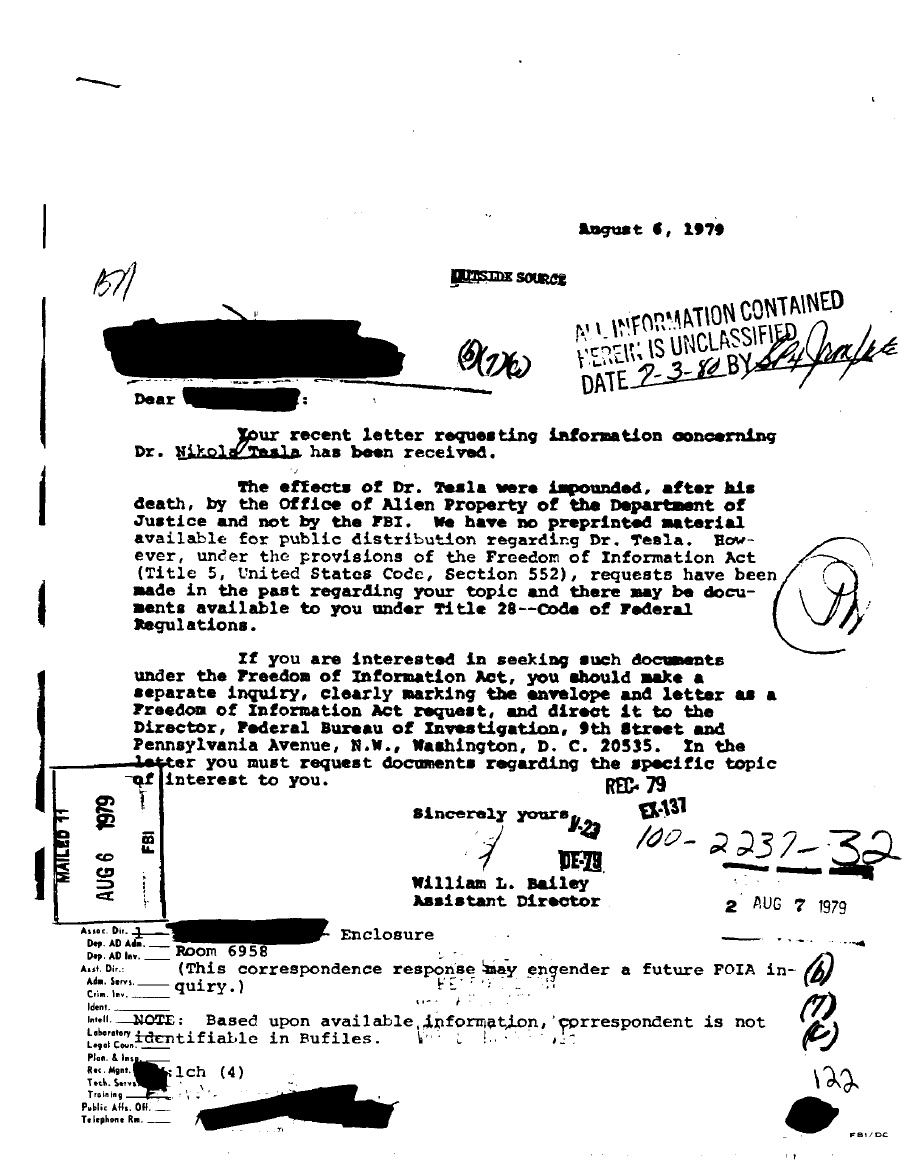 August 6, 1979
OUTSIDE SOURCE
ALL INFORMATION CONTAINED
HEREIN IS UNCLASSIFIED
DATE 7-3-80 BY SP4
(b)(7)(c)
Dear :
Your recent letter requesting information concerning
Dr. Nikola Tesla has been received.
The effects of Dr. Tesla were impounded, after his
death, by the Office of Alien Property of the Department of
Justice and not by the FBI. We have no preprinted material
available for public distribution regarding Dr. Tesla. How-
ever, under the provisions of the Freedom of Information Act
(Title 5, United States Code, Section 552), requests have been
made in the past regarding your topic and there may be docu-
ments available to you under Title 28--Code of Federal
Regulations.
If you are interested in seeking such documents
under the Freedom of Information Act, you should make a
separate inquiry, clearly marking the envelope and letter as a
Freedom of Information Act request, and direct it to the
Director, Federal Bureau of Investigation, 9th Street and
Pennsylvania Avenue, N.W., Washington, D. C. 20535. In the
letter you must request documents regarding the specific topic
of interest to you.
REC-79
EX-137
Sincerely yours,
DE-79
100-2237-32
William L. Bailey
Assistant Director
2 AUG 7 1979
MAILED 11
AUG 6 1979
FBI
1 - Enclosure
Room 6958
(This correspondence response may engender a future FOIA in-
quiry.)
NOTE: Based upon available information, correspondent is not
identifiable in Bufiles.
:lch (4)
(b)
(7)
(c)
122
Assoc. Dir.
Dep. AD Adm.
Dep. AD Inv.
Asst. Dir.:
Adm. Servs.
Crim. Inv.
Ident.
Intell.
Laboratory
Legal Coun.
Plan. & Insp.
Rec. Mgnt.
Tech. Servs.
Training
Public Affs. Off.
Telephone Rm.
FBI/DC